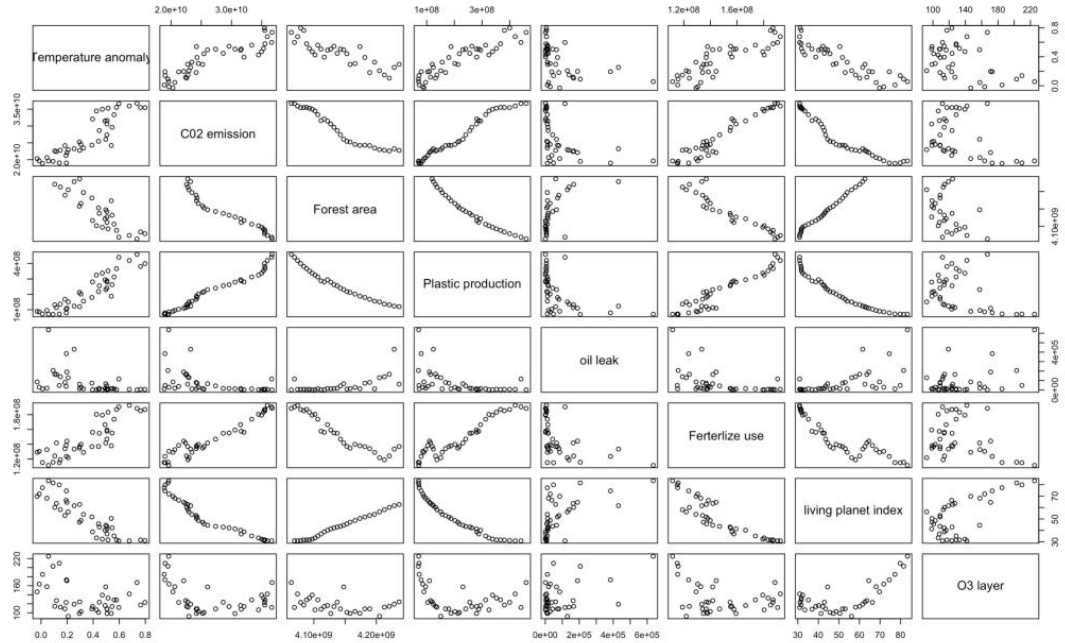 2.0e+10 3.0e+10 1e+08 3e+08 1.2e+08 1.6e+08 100 140 180 220
Temperature anomaly
0.0 0.4 0.8
C02 emission
2.0e+10 3.5e+10
Forest area
4.10e+09
Plastic production
1e+08 4e+08
oil leak
0e+00 4e+05
Ferterlize use
1.2e+08 1.8e+08
living planet index
30 50 70
O3 layer
100 160 220
0.0 0.2 0.4 0.6 0.8 4.10e+09 4.20e+09 0e+00 2e+05 4e+05 6e+05 30 40 50 60 70 80